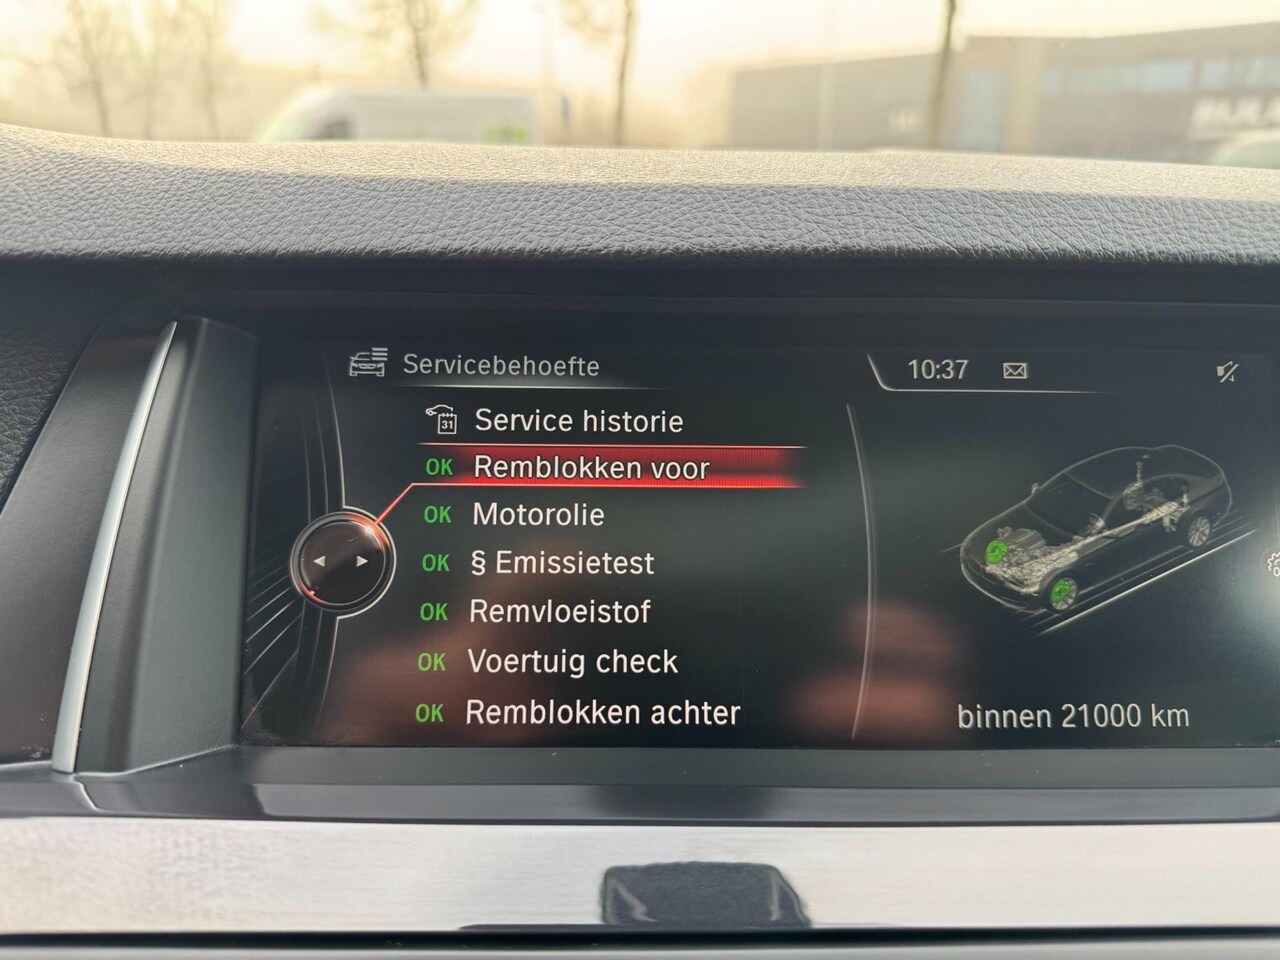 Servicebehoefte
10:37
31
Service historie
OK Remblokken voor
OK Motorolie
OK § Emissietest
OK Remvloeistof
OK Voertuig check
OK Remblokken achter
binnen 21000 km